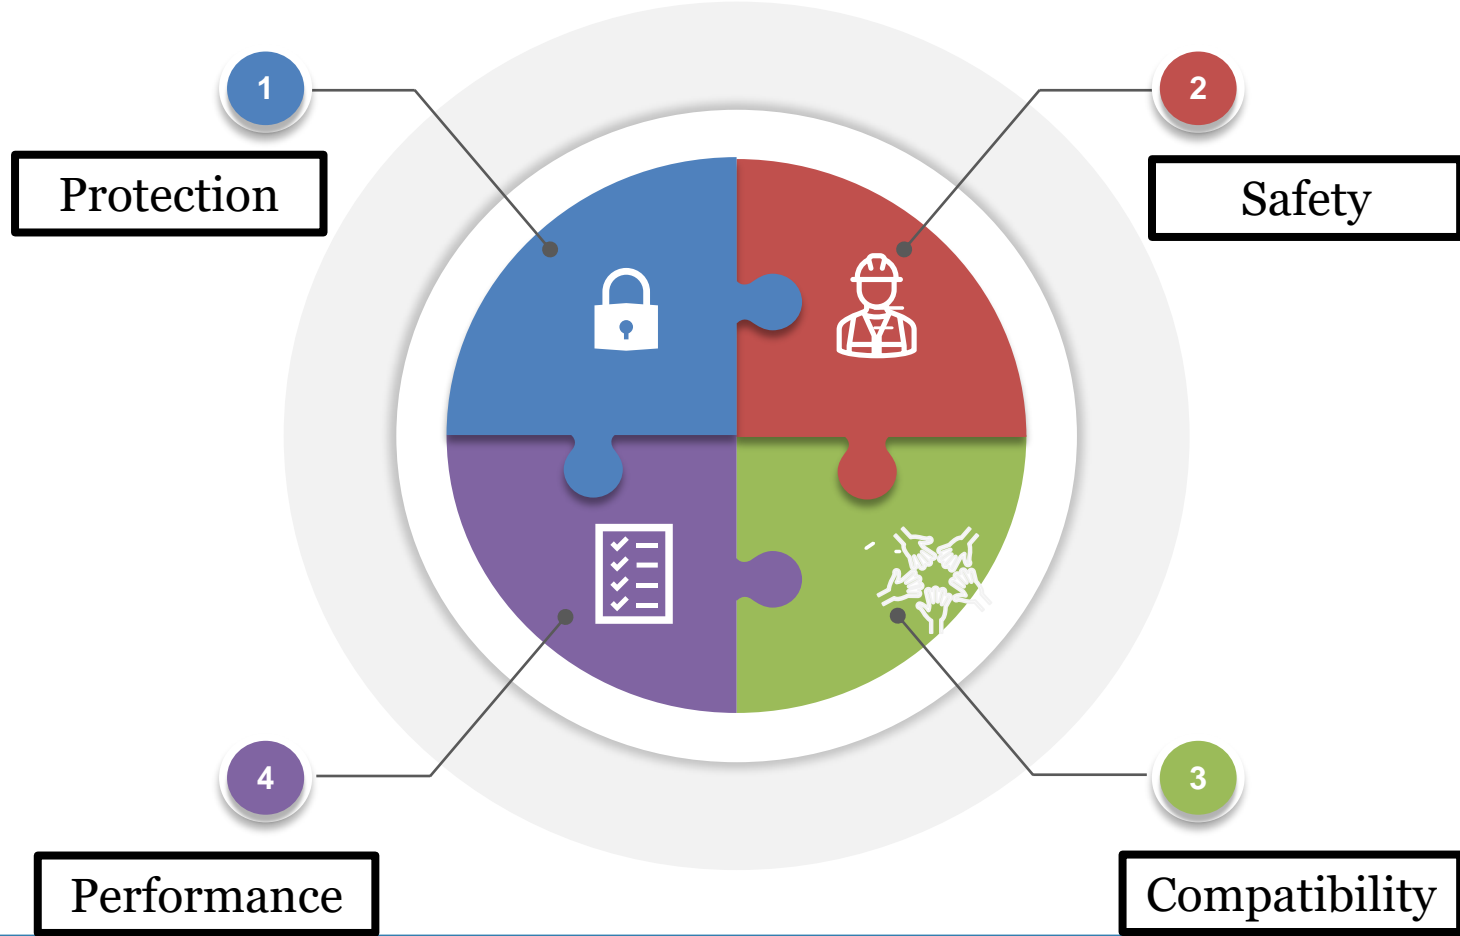 1
2
Protection
Safety
4
3
Performance
Compatibility